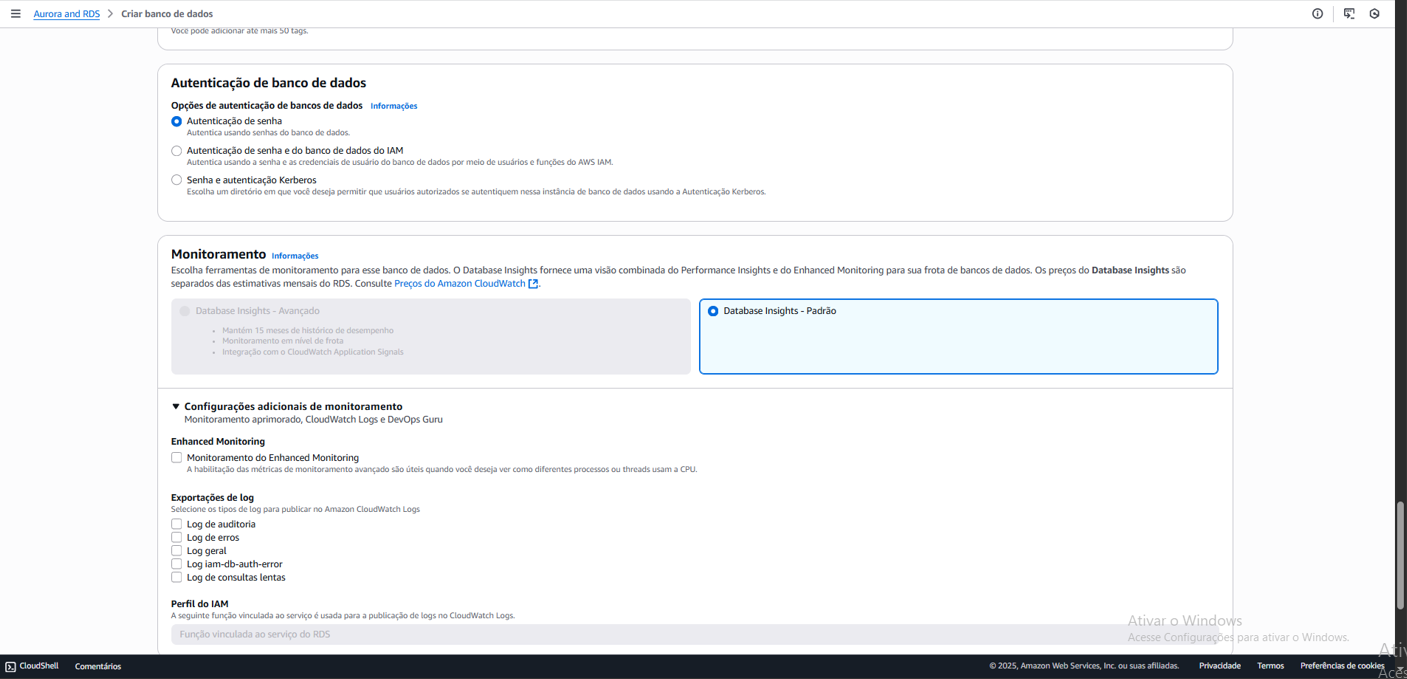 Aurora and RDS > Criar banco de dados
Você pode adicionar até mais 50 tags.
Autenticação de banco de dados
Opções de autenticação de bancos de dados Informações
Autenticação de senha
Autentica usando senhas do banco de dados.
Autenticação de senha e do banco de dados do IAM
Autentica usando a senha e as credenciais de usuário do banco de dados por meio de usuários e funções do AWS IAM.
Senha e autenticação Kerberos
Escolha um diretório em que você deseja permitir que usuários autorizados se autentiquem nessa instância de banco de dados usando a Autenticação Kerberos.
Monitoramento Informações
Escolha ferramentas de monitoramento para esse banco de dados. O Database Insights fornece uma visão combinada do Performance Insights e do Enhanced Monitoring para sua frota de bancos de dados. Os preços do Database Insights são
separados das estimativas mensais do RDS. Consulte Preços do Amazon CloudWatch.
Database Insights - Avançado
• Mantém 15 meses de histórico de desempenho
• Monitoramento em nível de frota
• Integração com o CloudWatch Application Signals
Database Insights - Padrão
Configurações adicionais de monitoramento
Monitoramento aprimorado, CloudWatch Logs e DevOps Guru
Enhanced Monitoring
Monitoramento do Enhanced Monitoring
A habilitação das métricas de monitoramento avançado são úteis quando você deseja ver como diferentes processos ou threads usam a CPU.
Exportações de log
Selecione os tipos de log para publicar no Amazon CloudWatch Logs
Log de auditoria
Log de erros
Log geral
Log iam-db-auth-error
Log de consultas lentas
Perfil do IAM
A seguinte função vinculada ao serviço é usada para a publicação de logs no CloudWatch Logs.
Função vinculada ao serviço do RDS
Ativar o Windows
Acesse Configurações para ativar o Windows.
Ativ
Aces
CloudShell Comentários © 2025, Amazon Web Services, Inc. ou suas afiliadas. Privacidade Termos Preferências de cookies